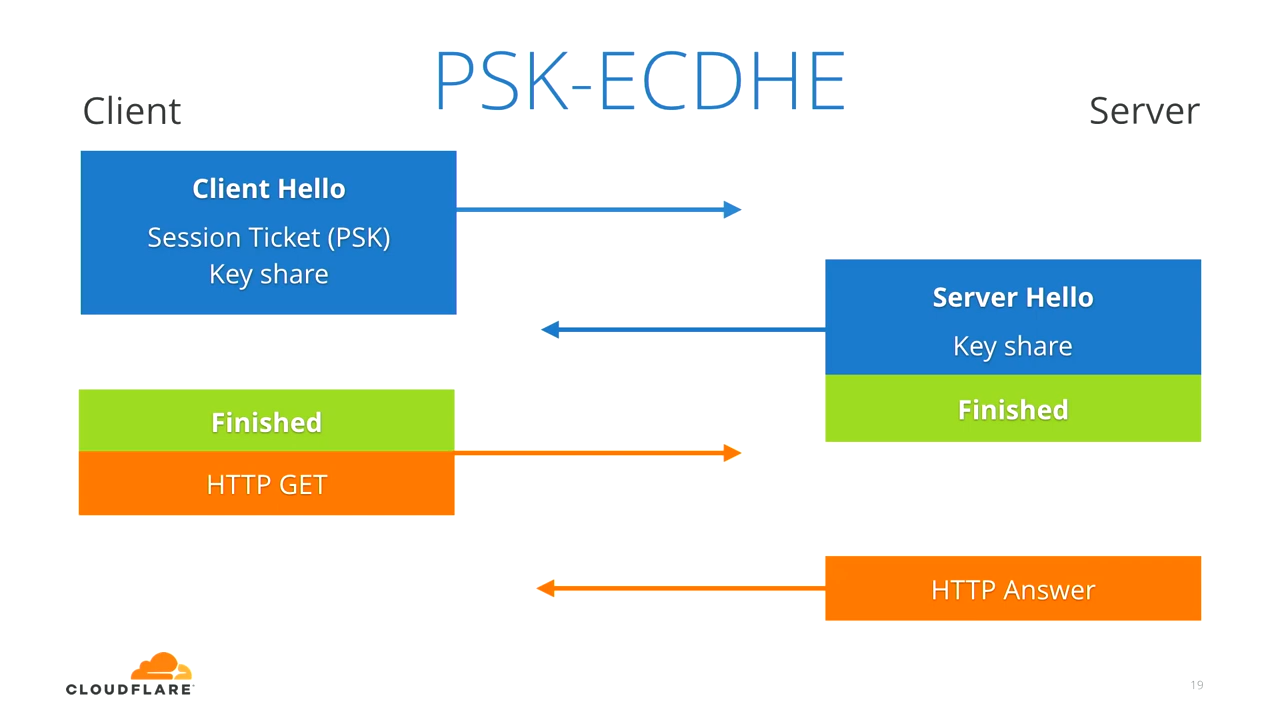 PSK-ECDHE
Client
Server
Client Hello
Session Ticket (PSK)
Key share
Server Hello
Key share
Finished
Finished
HTTP GET
HTTP Answer
CLOUDFLARE
19